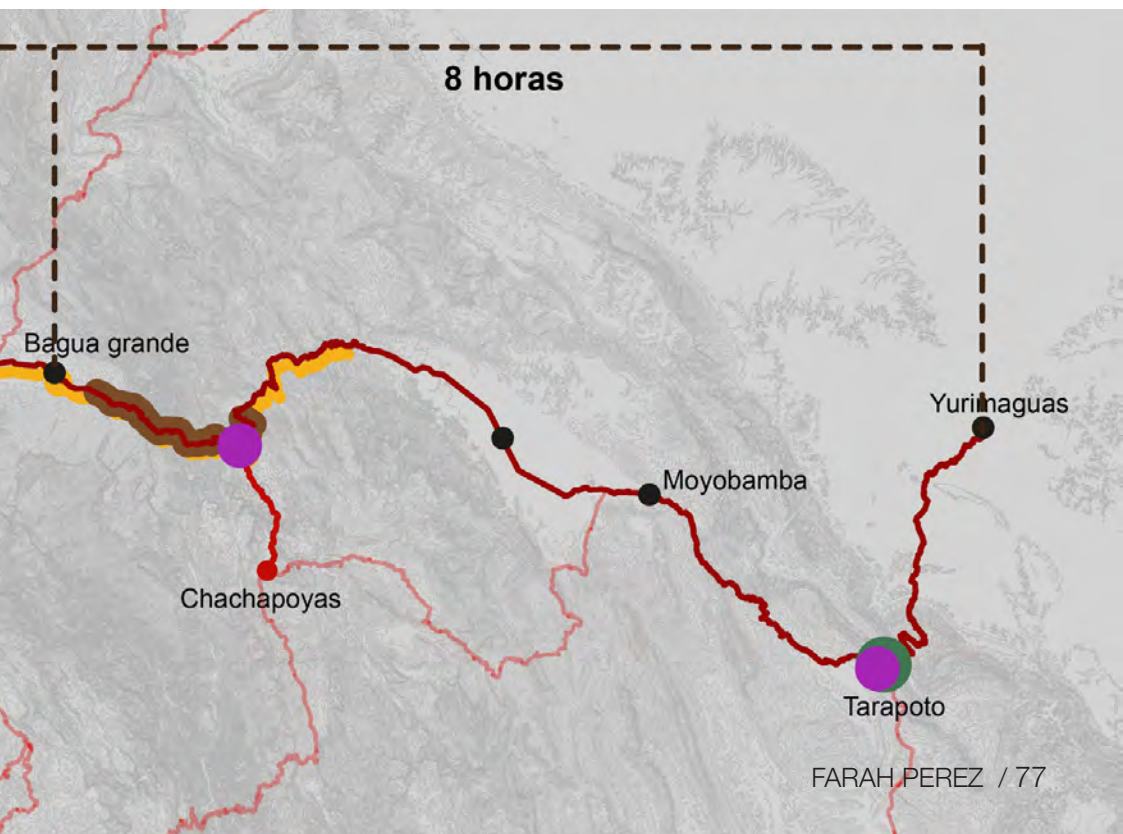 8 horas
Bagua grande
Yurimaguas
Moyobamba
Chachapoyas
Tarapoto
FARAH PEREZ / 77